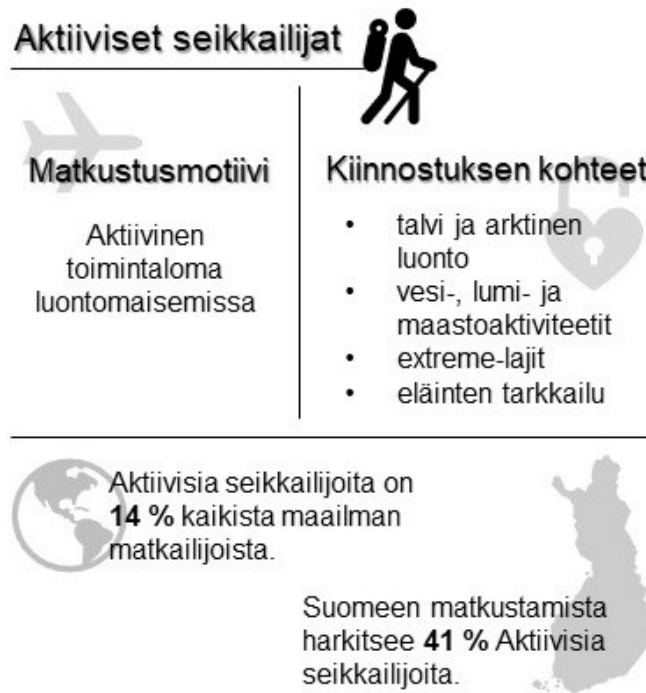 Aktiiviset seikkailijat
Matkustusmotiivi
Aktiivinen
toimintaloma
luontomaisemissa
Kiinnostuksen kohteet
• talvi ja arktinen
luonto
• vesi-, lumi- ja
maastoaktiviteetit
• extreme-lajit
• eläinten tarkkailu
Aktiivisia seikkailijoita on
14 % kaikista maailman
matkailijoista.
Suomeen matkustamista
harkitsee 41 % Aktiivisia
seikkailijoita.